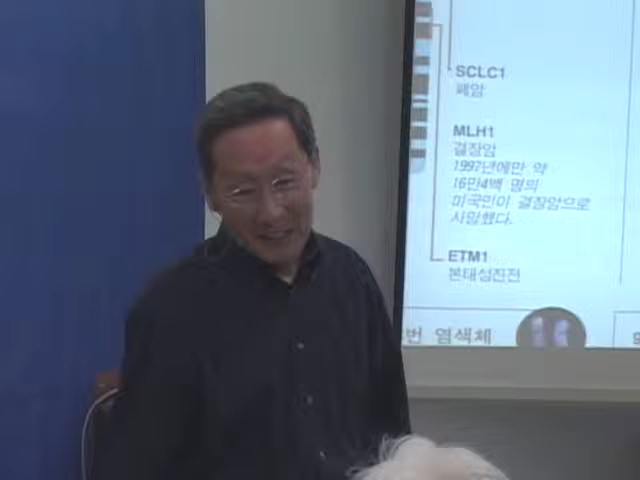 SCLC1
폐암
MLH1
결장암
1997년에만 약
16만4백 명의
미국민이 결장암으로
사망했다.
ETM1
본태성진전
번 염색체